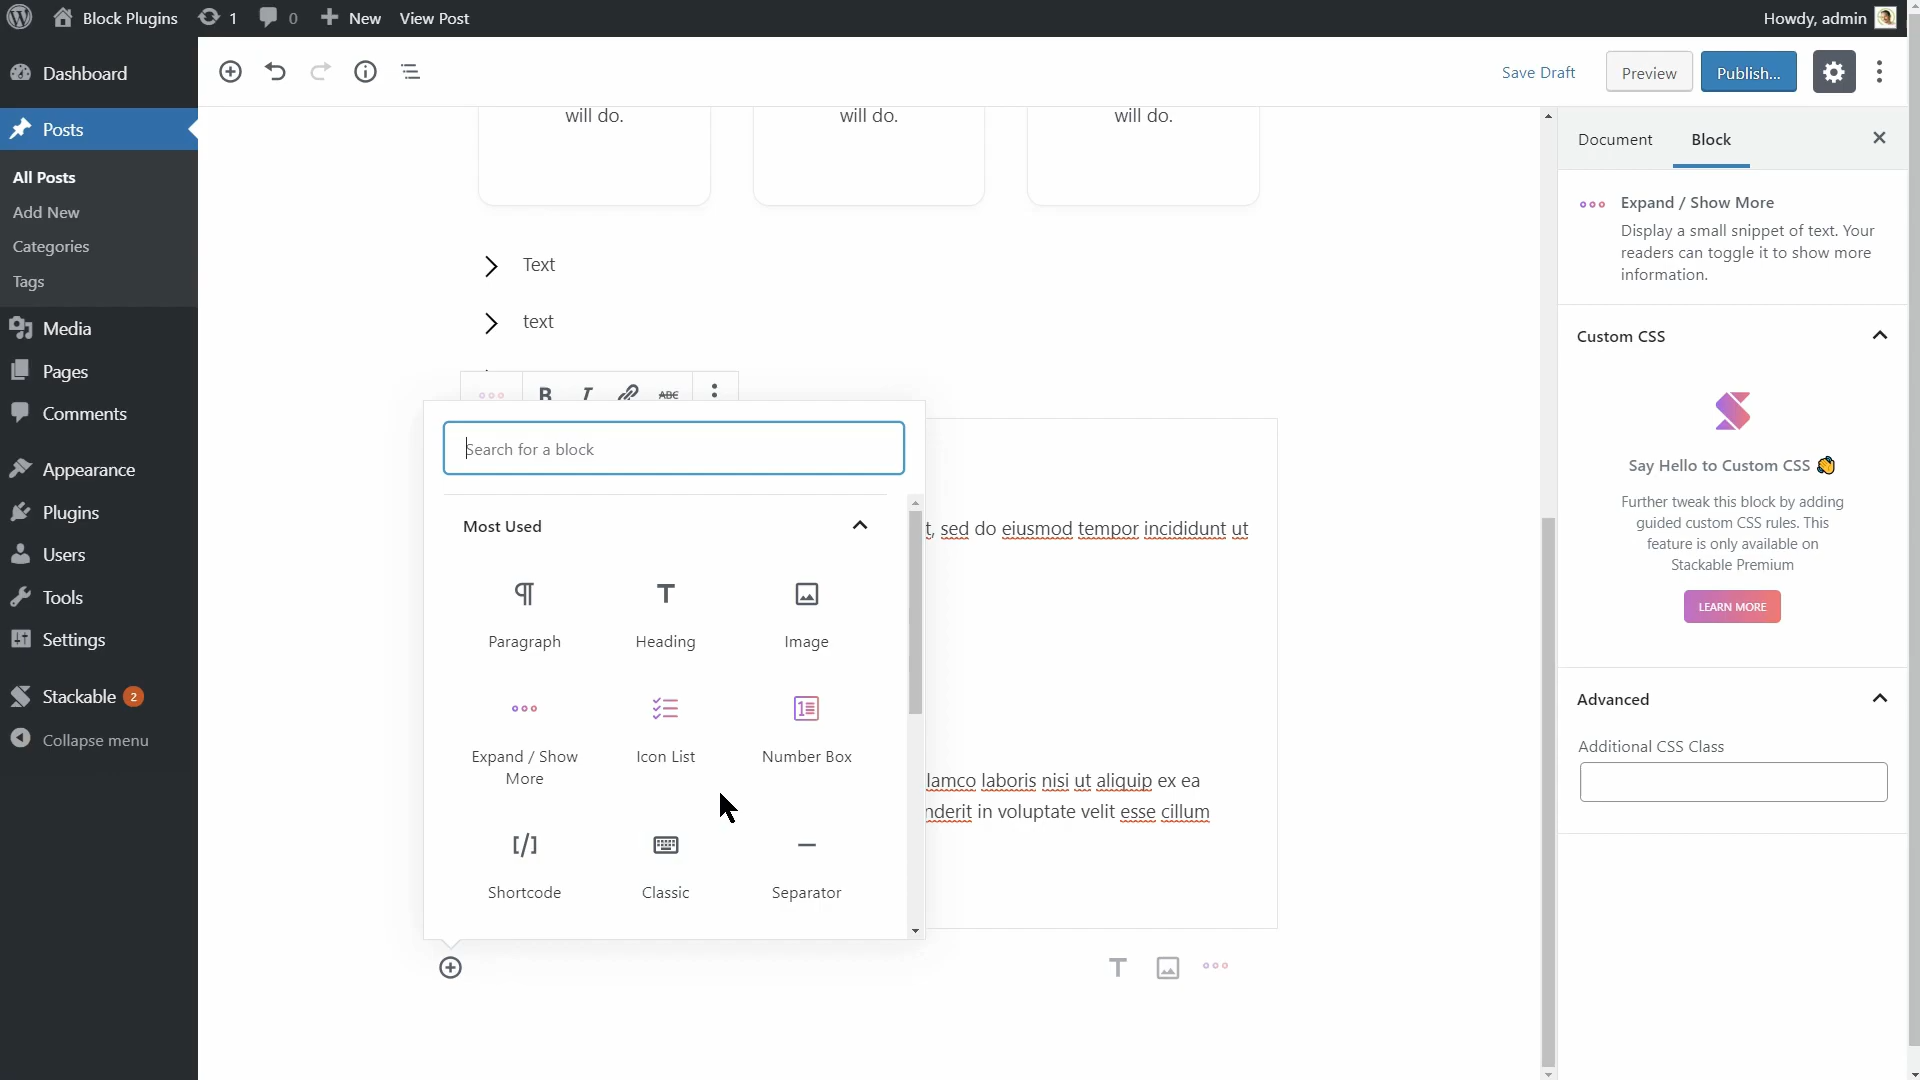 Block Plugins
1
0
New
View Post
Howdy, admin
Dashboard
Posts
All Posts
Add New
Categories
Tags
Media
Pages
Comments
Appearance
Plugins
Users
Tools
Settings
Stackable 2
Collapse menu
Save Draft
Preview
Publish...
will do.
will do.
will do.
Text
text
B I ABC
Search for a block
Most Used
Paragraph
Heading
Image
Expand / Show
More
Icon List
Number Box
Shortcode
Classic
Separator
t, sed do eiusmod tempor incididunt ut
lamco laboris nisi ut aliquip ex ea
nderit in voluptate velit esse cillum
Document
Block
Expand / Show More
Display a small snippet of text. Your
readers can toggle it to show more
information.
Custom CSS
Say Hello to Custom CSS 👋
Further tweak this block by adding
guided custom CSS rules. This
feature is only available on
Stackable Premium
LEARN MORE
Advanced
Additional CSS Class